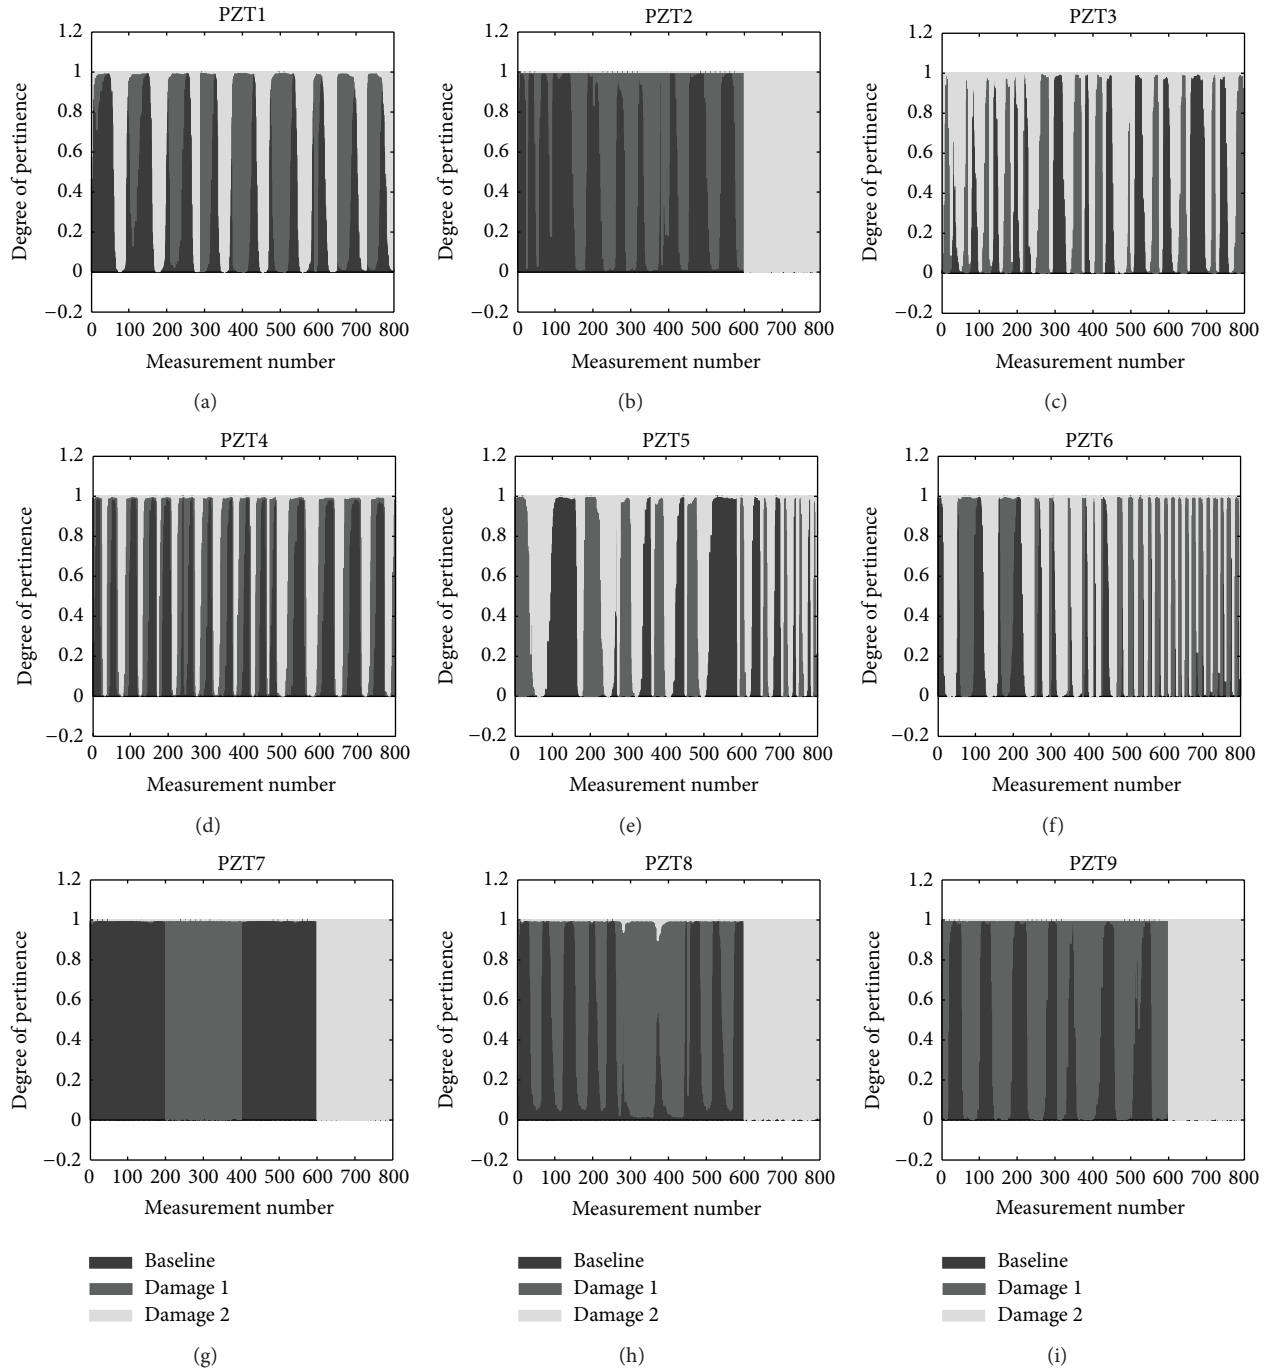 PZT1
PZT2
PZT3
1.2
1
0.8
0.6
0.4
0.2
0
−0.2
Degree of pertinence
0 100 200 300 400 500 600 700 800
Measurement number
(a)
1.2
1
0.8
0.6
0.4
0.2
0
−0.2
Degree of pertinence
0 100 200 300 400 500 600 700 800
Measurement number
(b)
1.2
1
0.8
0.6
0.4
0.2
0
−0.2
Degree of pertinence
0 100 200 300 400 500 600 700 800
Measurement number
(c)
PZT4
1.2
1
0.8
0.6
0.4
0.2
0
−0.2
Degree of pertinence
0 100 200 300 400 500 600 700 800
Measurement number
(d)
PZT5
1.2
1
0.8
0.6
0.4
0.2
0
−0.2
Degree of pertinence
0 100 200 300 400 500 600 700 800
Measurement number
(e)
PZT6
1.2
1
0.8
0.6
0.4
0.2
0
−0.2
Degree of pertinence
0 100 200 300 400 500 600 700 800
Measurement number
(f)
PZT7
1.2
1
0.8
0.6
0.4
0.2
0
−0.2
Degree of pertinence
0 100 200 300 400 500 600 700 800
Measurement number
Baseline
Damage 1
Damage 2
(g)
PZT8
1.2
1
0.8
0.6
0.4
0.2
0
−0.2
Degree of pertinence
0 100 200 300 400 500 600 700 800
Measurement number
Baseline
Damage 1
Damage 2
(h)
PZT9
1.2
1
0.8
0.6
0.4
0.2
0
−0.2
Degree of pertinence
0 100 200 300 400 500 600 700 800
Measurement number
Baseline
Damage 1
Damage 2
(i)